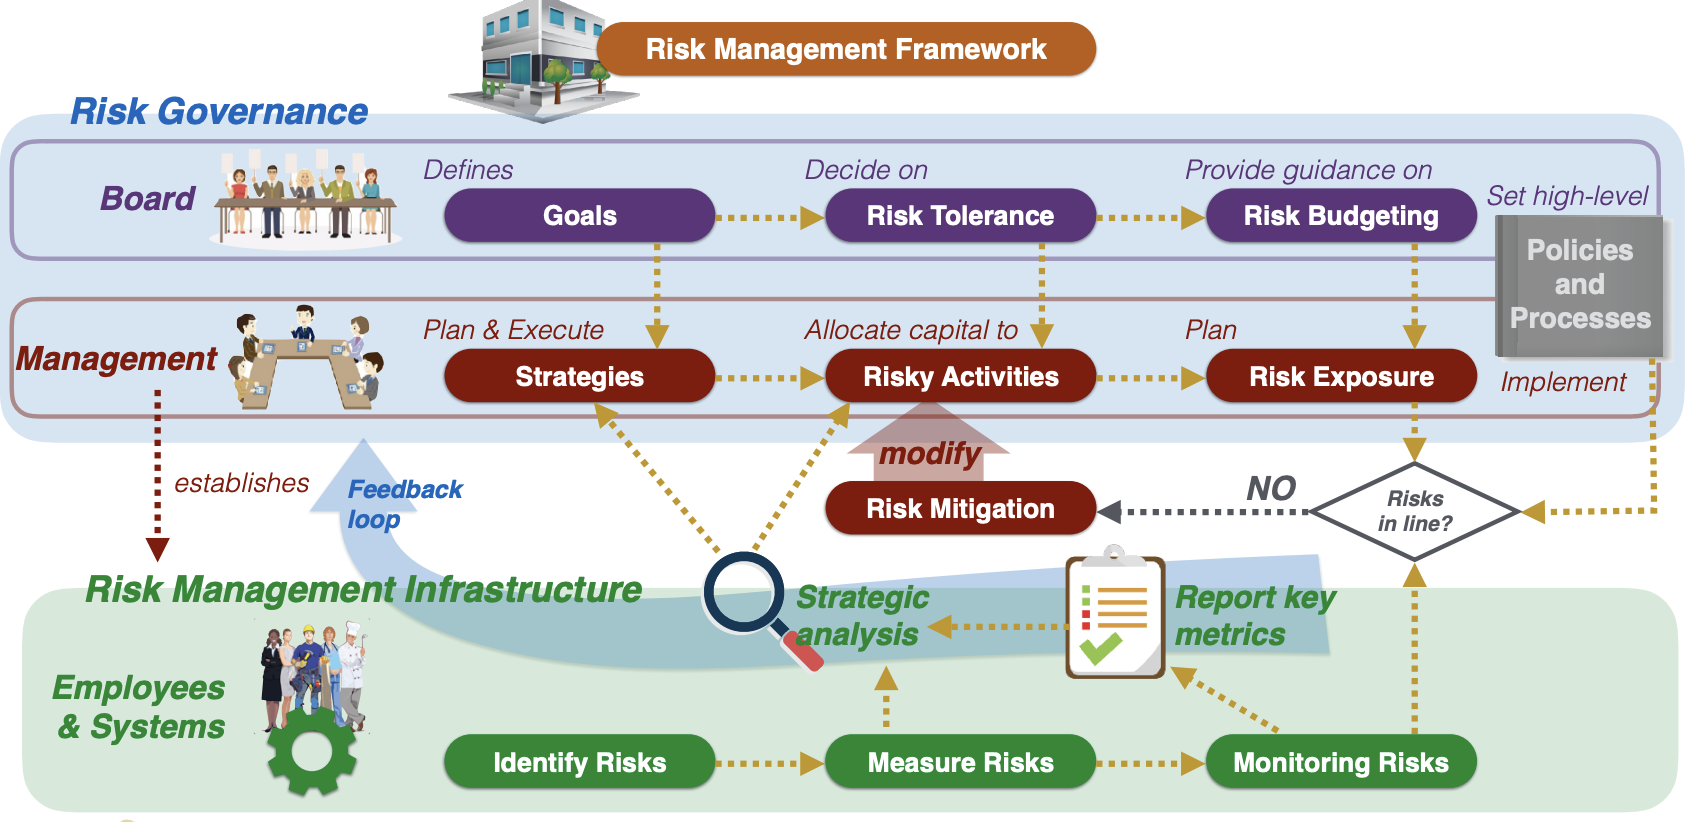 Risk Management Framework
Risk Governance
Board
Defines
Goals
Decide on
Risk Tolerance
Provide guidance on
Risk Budgeting
Set high-level
Policies
and
Processes
Implement
Management
Plan & Execute
Strategies
Allocate capital to
Risky Activities
Plan
Risk Exposure
establishes
Feedback
loop
modify
Risk Mitigation
NO
Risks
in line?
Risk Management Infrastructure
Strategic
analysis
Report key
metrics
Employees
& Systems
Identify Risks
Measure Risks
Monitoring Risks